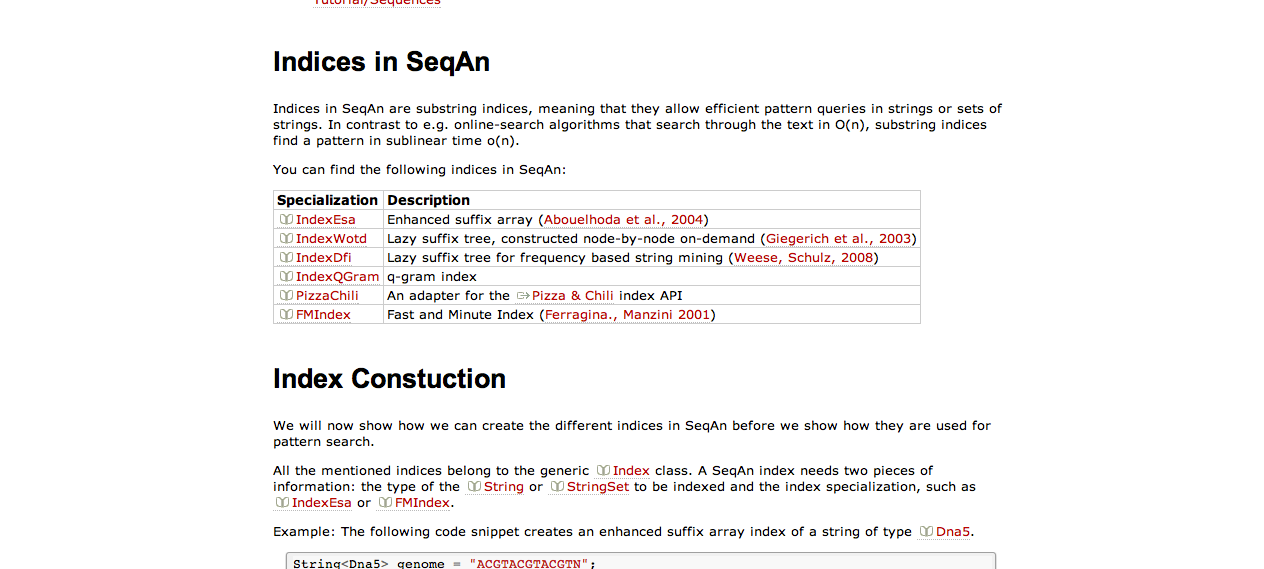 Tutorial/Sequences
Indices in SeqAn
Indices in SeqAn are substring indices, meaning that they allow efficient pattern queries in strings or sets of
strings. In contrast to e.g. online-search algorithms that search through the text in O(n), substring indices
find a pattern in sublinear time o(n).
You can find the following indices in SeqAn:
Specialization Description
IndexEsa Enhanced suffix array (Abouelhoda et al., 2004)
IndexWotd Lazy suffix tree, constructed node-by-node on-demand (Giegerich et al., 2003)
IndexDfi Lazy suffix tree for frequency based string mining (Weese, Schulz, 2008)
IndexQGram q-gram index
PizzaChili An adapter for the Pizza & Chili index API
FMIndex Fast and Minute Index (Ferragina., Manzini 2001)
Index Constuction
We will now show how we can create the different indices in SeqAn before we show how they are used for
pattern search.
All the mentioned indices belong to the generic Index class. A SeqAn index needs two pieces of
information: the type of the String or StringSet to be indexed and the index specialization, such as
IndexEsa or FMIndex.
Example: The following code snippet creates an enhanced suffix array index of a string of type Dna5.
String<Dna5> genome = "ACGTACGTACGTN";